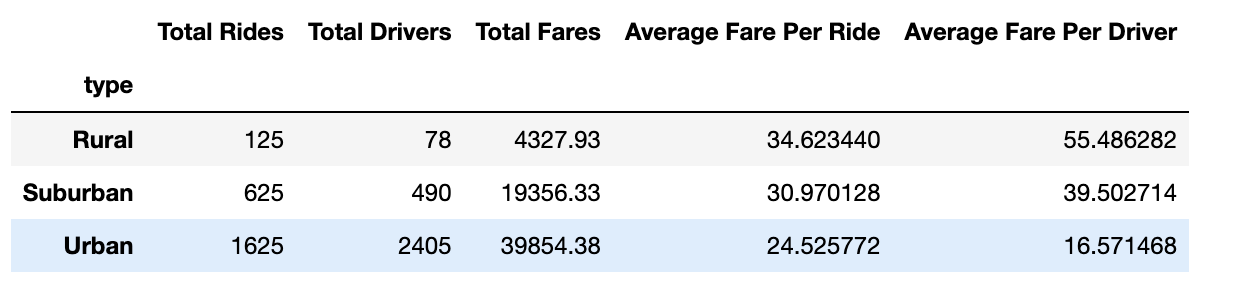 Total Rides Total Drivers Total Fares Average Fare Per Ride Average Fare Per Driver
type
Rural 125 78 4327.93 34.623440 55.486282
Suburban 625 490 19356.33 30.970128 39.502714
Urban 1625 2405 39854.38 24.525772 16.571468